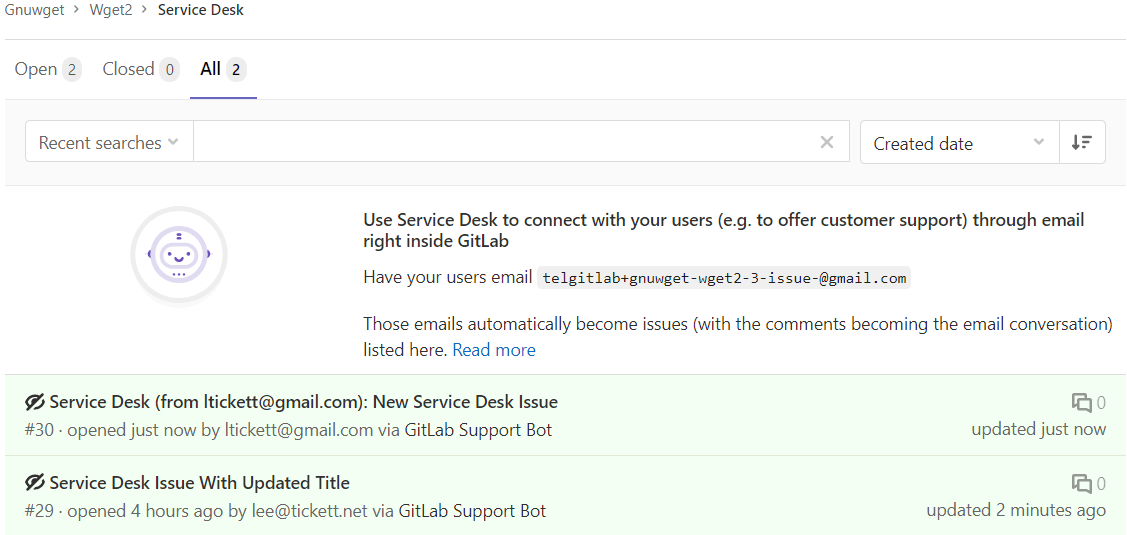 Gnuwget > Wget2 > Service Desk
Open 2 Closed 0 All 2
Recent searches Created date
Use Service Desk to connect with your users (e.g. to offer customer support) through email
right inside GitLab
Have your users email telgitlab+gnuwget-wget2-3-issue-@gmail.com
Those emails automatically become issues (with the comments becoming the email conversation)
listed here. Read more
Service Desk (from ltickett@gmail.com): New Service Desk Issue 0
#30 · opened just now by ltickett@gmail.com via GitLab Support Bot updated just now
Service Desk Issue With Updated Title 0
#29 · opened 4 hours ago by lee@tickett.net via GitLab Support Bot updated 2 minutes ago